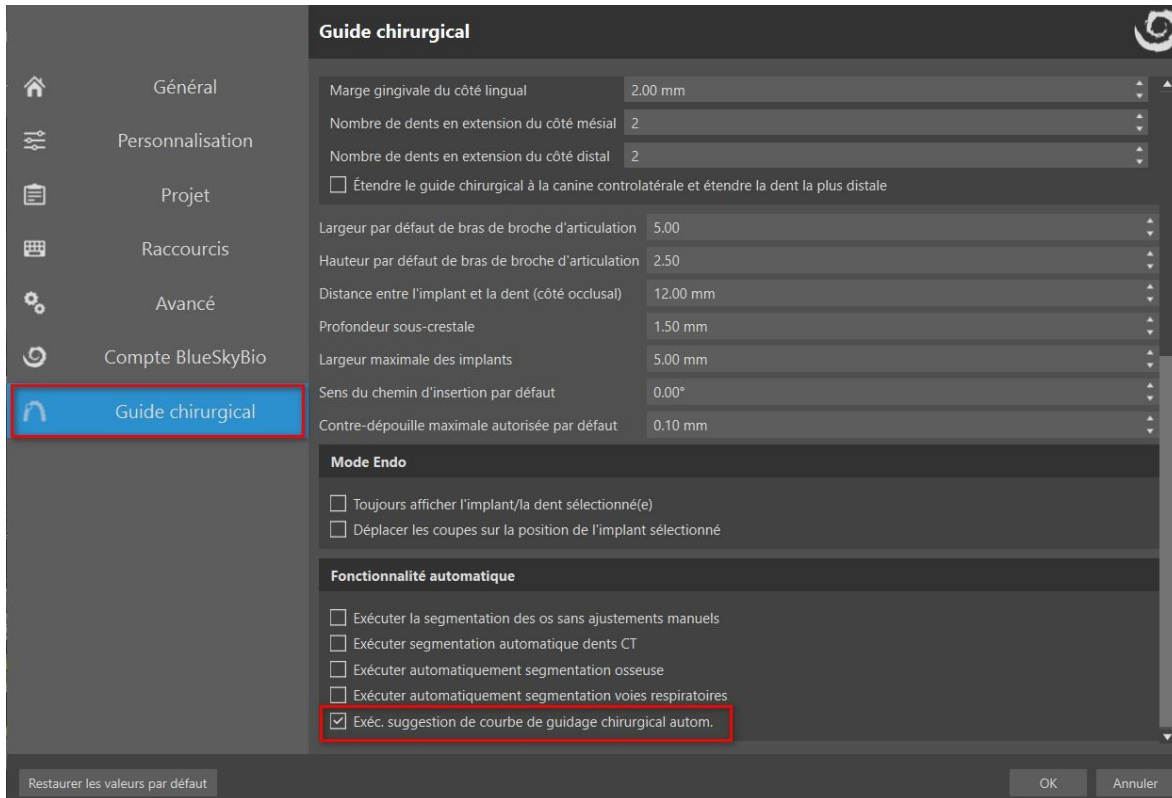 Guide chirurgical
Général
Personnalisation
Projet
Raccourcis
Avancé
Compte BlueSkyBio
Guide chirurgical
Marge gingivale du côté lingual 2.00 mm
Nombre de dents en extension du côté mésial 2
Nombre de dents en extension du côté distal 2
Étendre le guide chirurgical à la canine controlatérale et étendre la dent la plus distale
Largeur par défaut de bras de broche d'articulation 5.00
Hauteur par défaut de bras de broche d'articulation 2.50
Distance entre l'implant et la dent (côté occlusal) 12.00 mm
Profondeur sous-crestale 1.50 mm
Largeur maximale des implants 5.00 mm
Sens du chemin d'insertion par défaut 0.00°
Contre-dépouille maximale autorisée par défaut 0.10 mm
Mode Endo
Toujours afficher l'implant/la dent sélectionné(e)
Déplacer les coupes sur la position de l'implant sélectionné
Fonctionnalité automatique
Exécuter la segmentation des os sans ajustements manuels
Exécuter segmentation automatique dents CT
Exécuter automatiquement segmentation osseuse
Exécuter automatiquement segmentation voies respiratoires
Exéc. suggestion de courbe de guidage chirurgical autom.
Restaurer les valeurs par défaut
OK Annuler